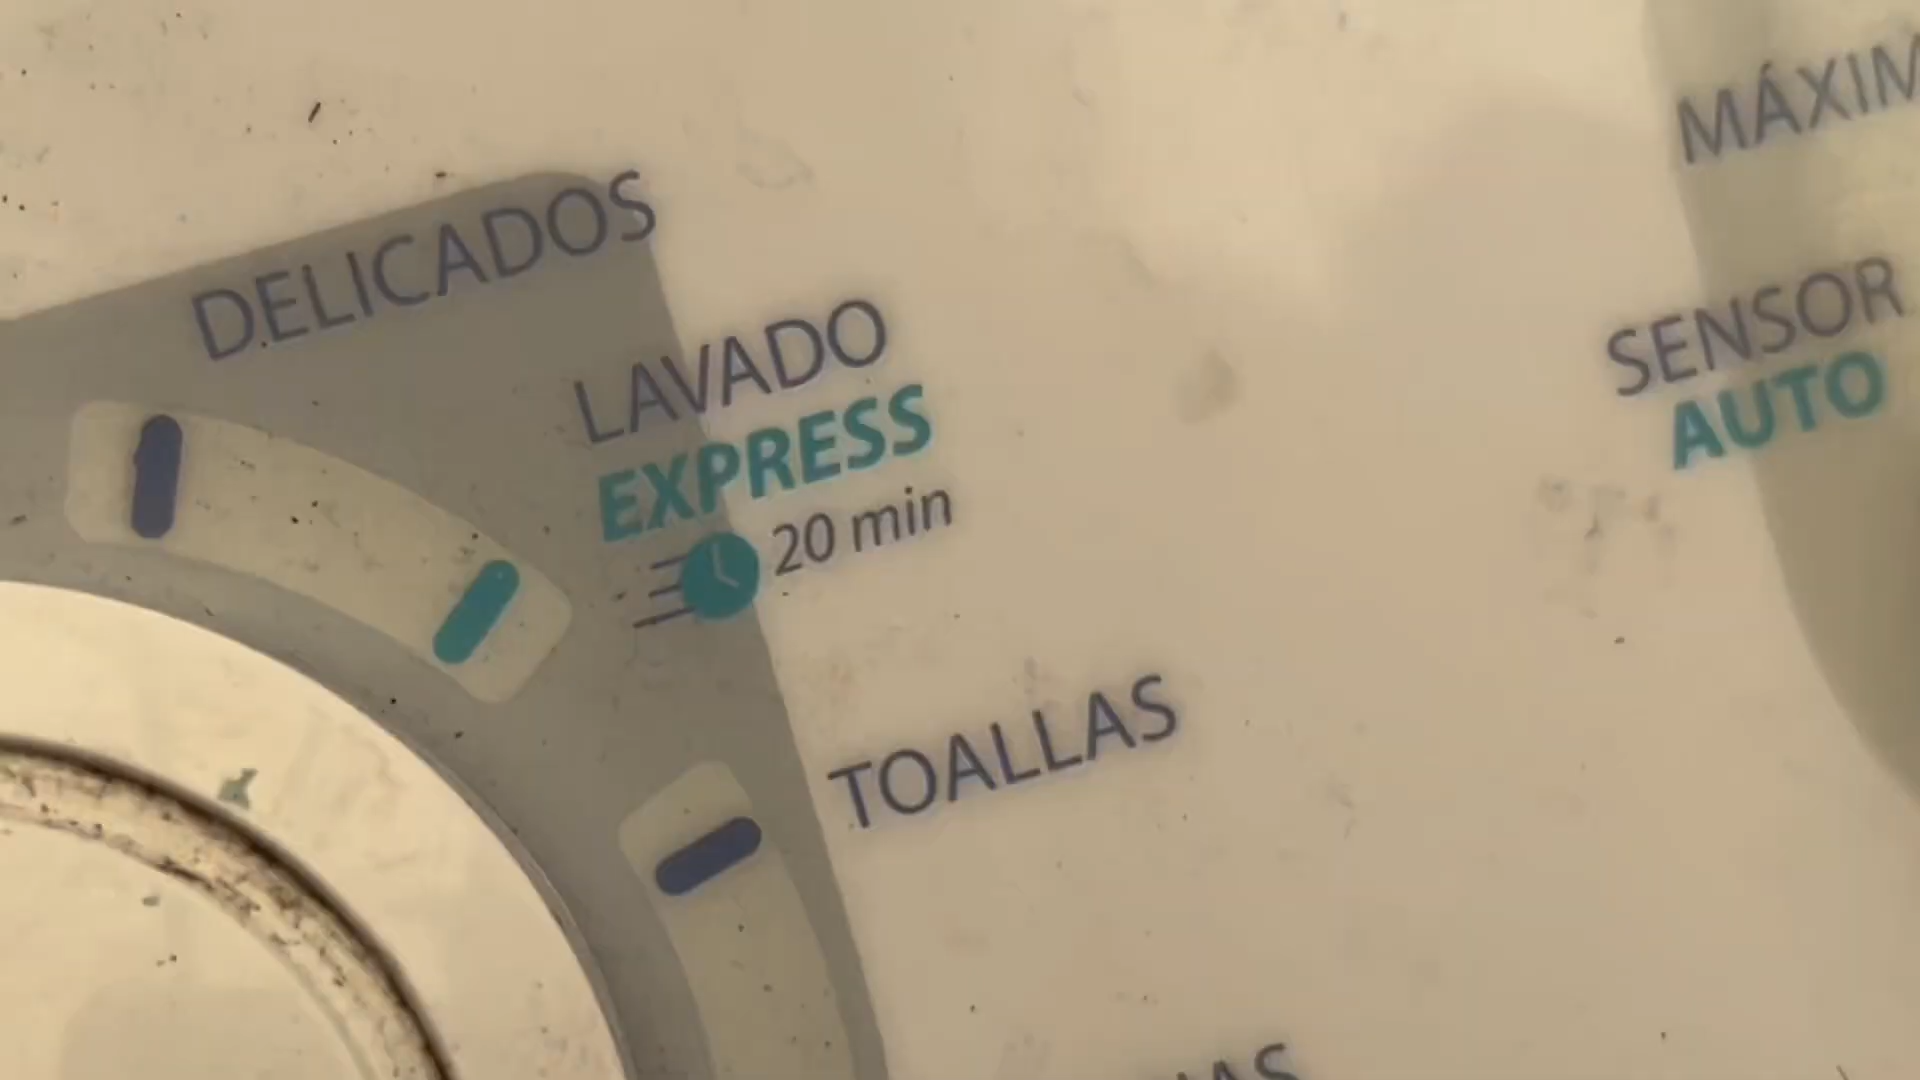 DELICADOS
LAVADO
EXPRESS
20 min
TOALLAS
SENSOR
AUTO